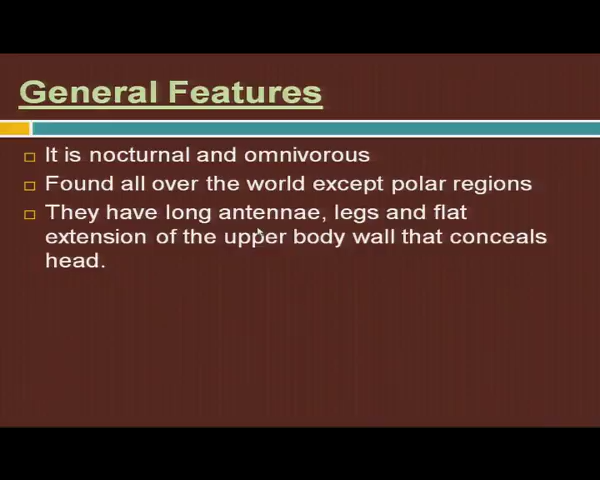 General Features
It is nocturnal and omnivorous
Found all over the world except polar regions
They have long antennae, legs and flat
extension of the upper body wall that conceals
head.